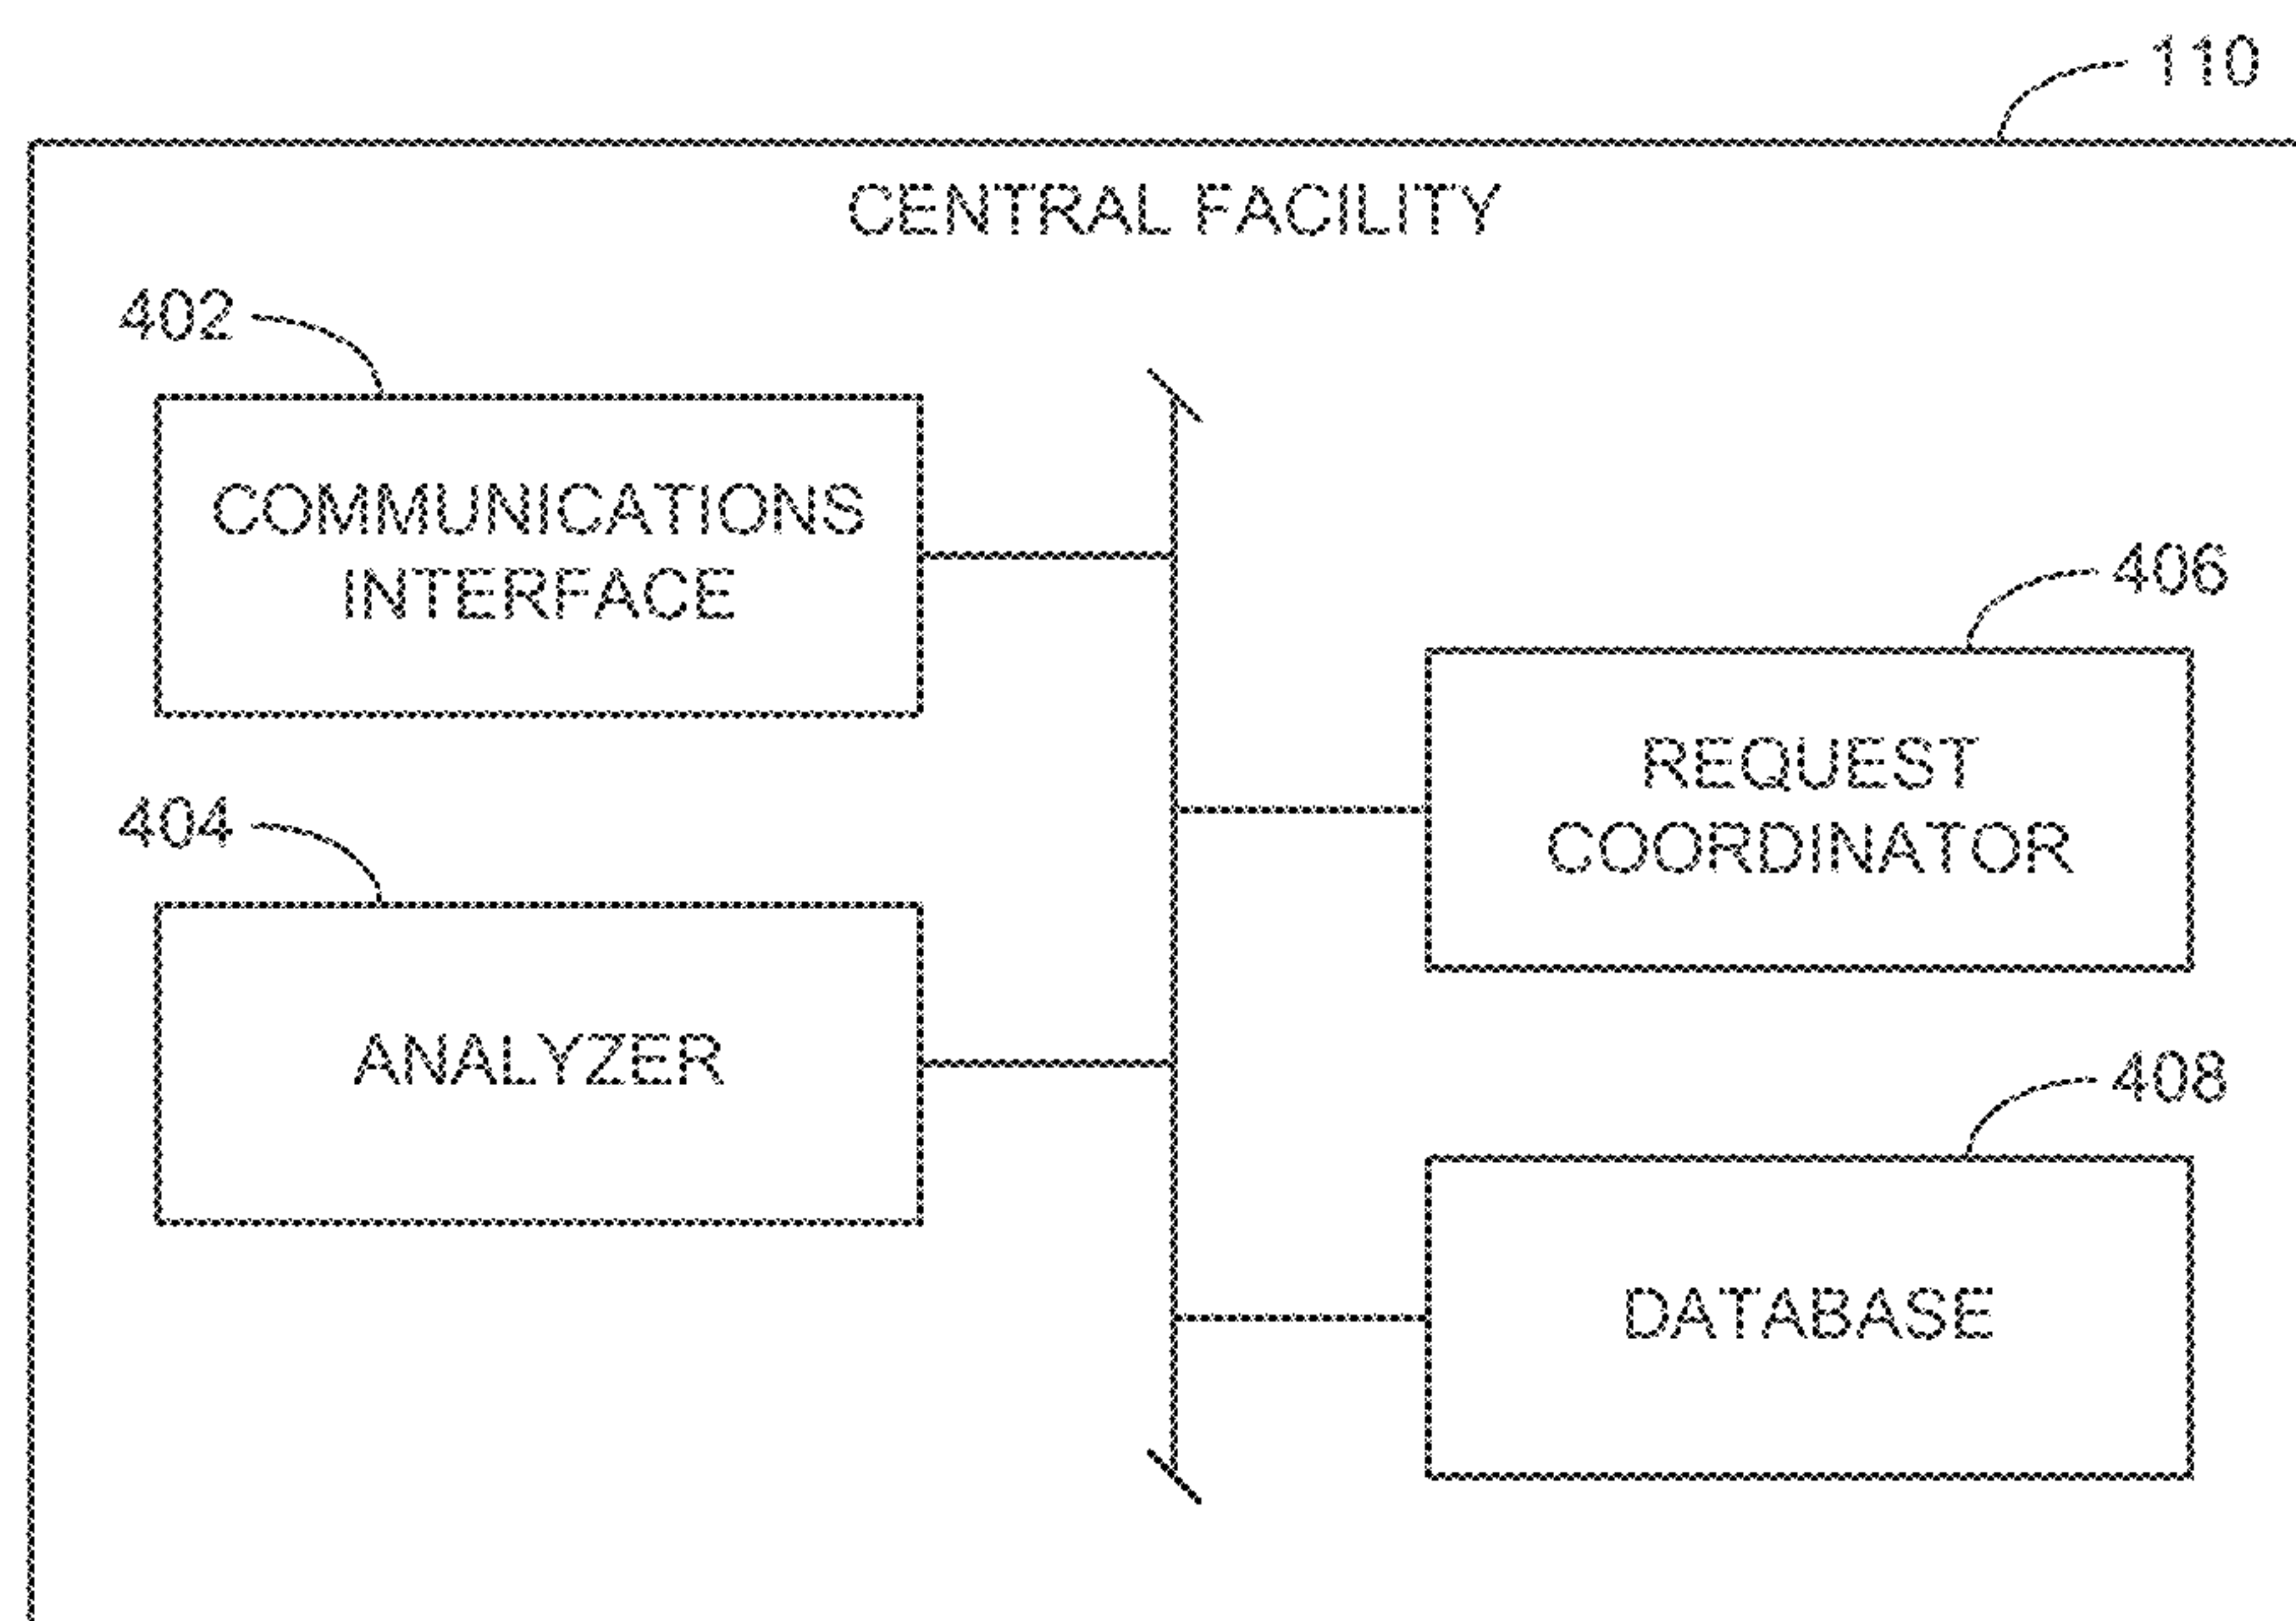 110
CENTRAL FACILITY
402
COMMUNICATIONS
INTERFACE
406
REQUEST
COORDINATOR
404
ANALYZER
408
DATABASE